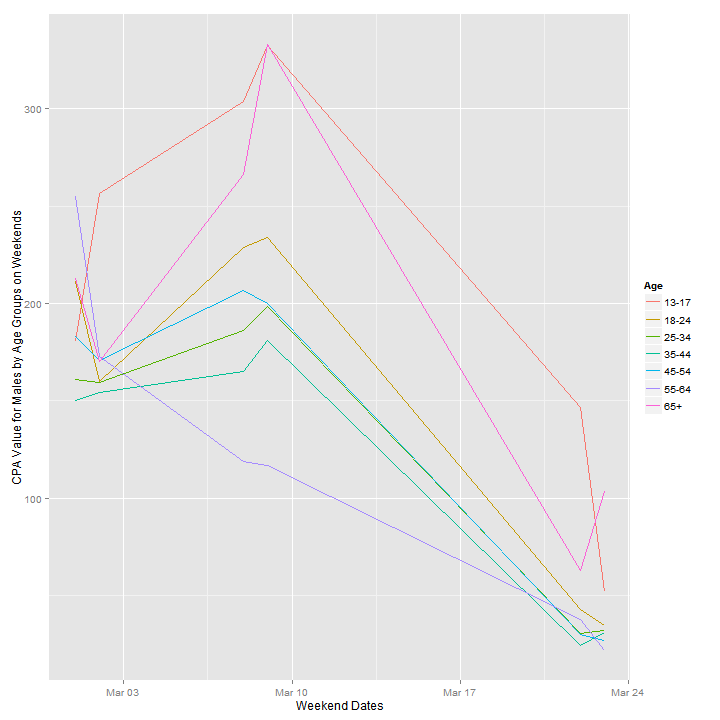 CPA Value for Males by Age Groups on Weekends
300
200
100
Mar 03
Mar 10
Mar 17
Mar 24
Weekend Dates
Age
13-17
18-24
25-34
35-44
45-54
55-64
65+